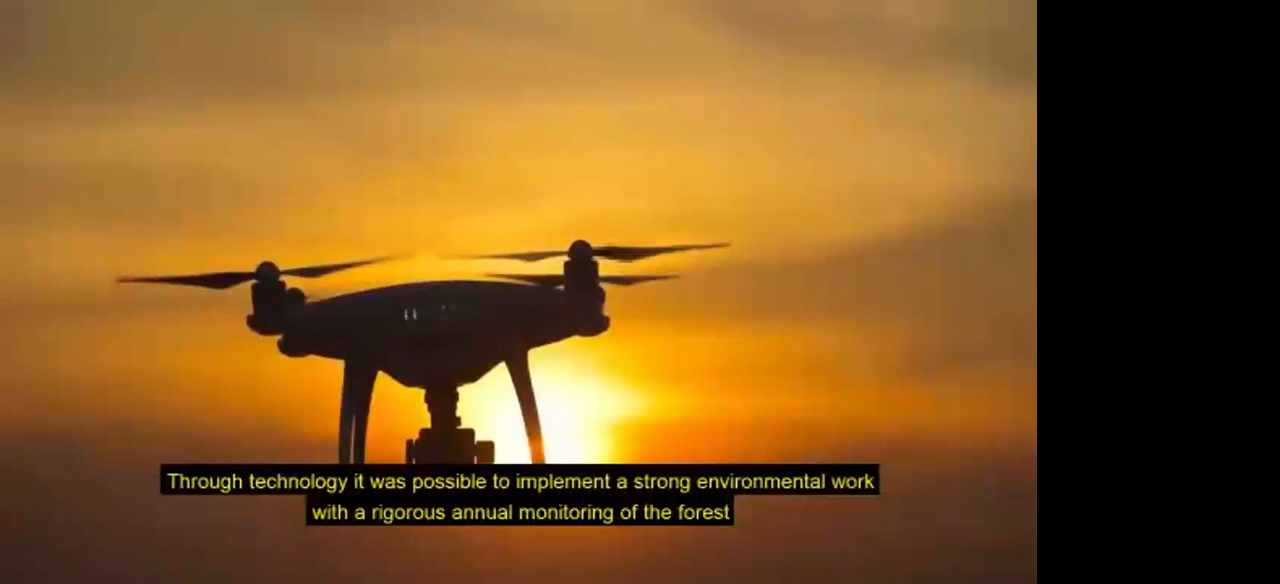 Through technology it was possible to implement a strong environmental work
with a rigorous annual monitoring of the forest